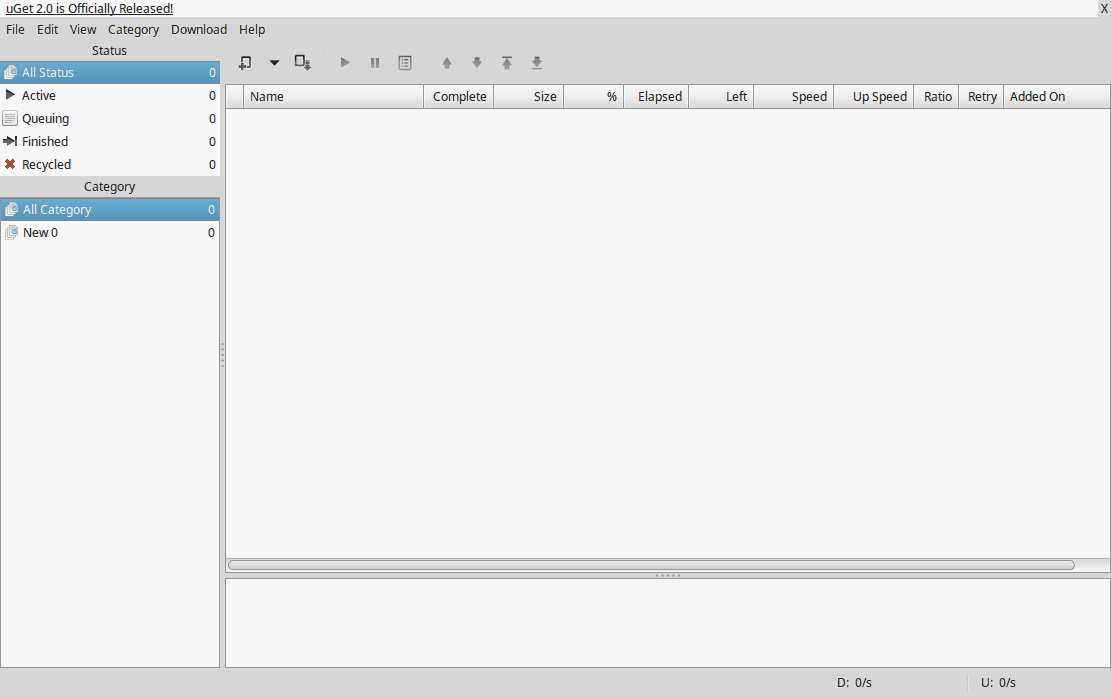 uGet 2.0 is Officially Released! X
File Edit View Category Download Help
Status
All Status 0
Active 0
Queuing 0
Finished 0
Recycled 0
Category
All Category 0
New 0 0
Name Complete Size % Elapsed Left Speed Up Speed Ratio Retry Added On
D: 0/s U: 0/s